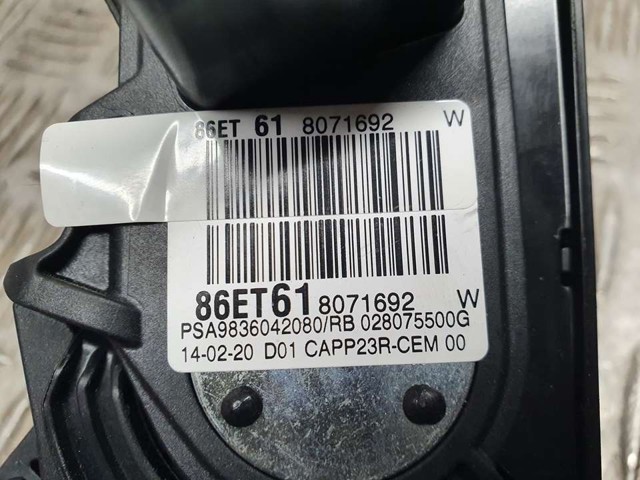 86ET 61 8071692 W
86ET61 8071692 W
PSA9836042080/RB 028075500G
14-02-20 D01 CAPP23R-CEM 00